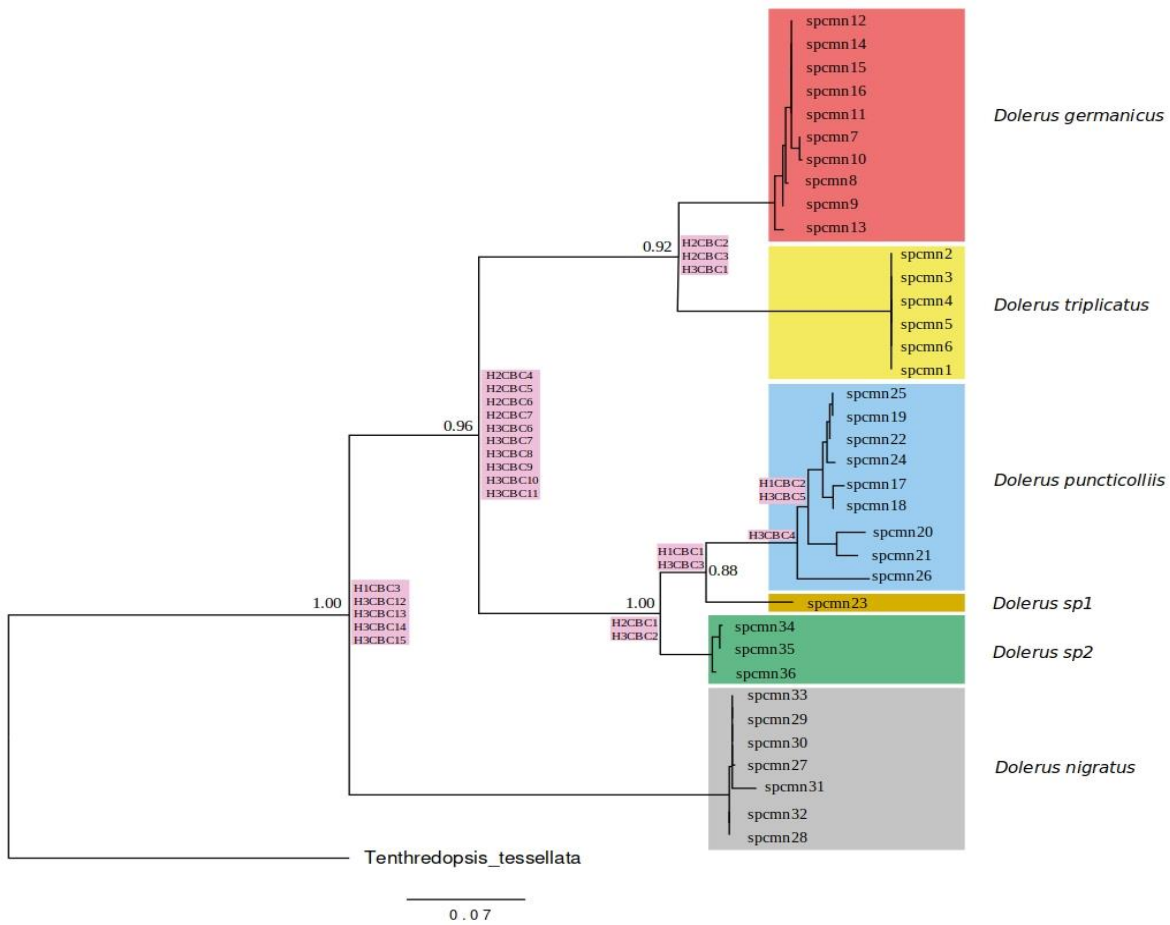 spcmn12
spcmn14
spcmn15
spcmn16
spcmn11
Dolerus germanicus
spcmn7
spcmn10
spcmn8
spcmn9
spcmn13
0.92
H2CBC2
H2CBC3
H3CBC1
spcmn2
spcmn3
spcmn4
Dolerus triplicatus
spcmn5
spcmn6
spcmn1
0.96
H2CBC4
H2CBC5
H2CBC6
H2CBC7
H3CBC6
H3CBC7
H3CBC8
H3CBC9
H3CBC10
H3CBC11
spcmn25
spcmn19
spcmn22
spcmn24
Dolerus puncticolliis
H1CBC2
H3CBC5
spcmn17
spcmn18
H3CBC4
spcmn20
spcmn21
spcmn26
H1CBC1
H3CBC3
0.88
1.00
H1CBC3
H3CBC12
H3CBC13
H3CBC14
H3CBC15
1.00
H2CBC1
H3CBC2
spcmn23
Dolerus sp1
spcmn34
spcmn35
Dolerus sp2
spcmn36
spcmn33
spcmn29
spcmn30
spcmn27
Dolerus nigratus
spcmn31
spcmn32
spcmn28
Tenthredopsis_tessellata
0.07